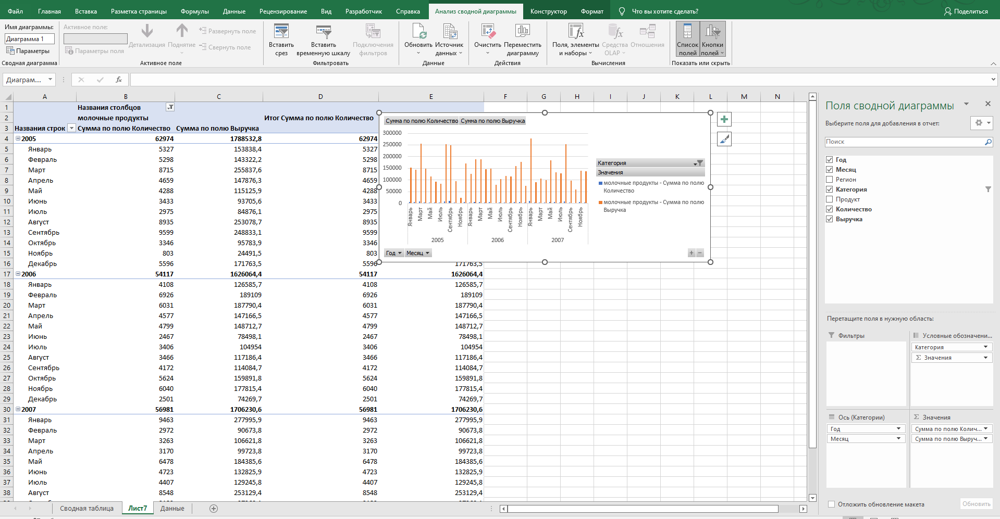 Файл Главная Вставка Разметка страницы Формулы Данные Рецензирование Вид Разработчик Справка Анализ сводной диаграммы Конструктор Формат Что вы хотите сделать? Поделиться
Имя диаграммы:
Диаграмма 1
Параметры
Сводная диаграмма
Активное поле:
Параметры поля
Детализация
Поднятие
Развернуть поле
Свернуть поле
Активное поле
Вставить срез
Вставить временную шкалу
Подключения фильтров
Фильтровать
Обновить
Источник данных
Данные
Очистить
Переместить диаграмму
Действия
Поля, элементы и наборы
Средства OLAP
Отношения
Вычисления
Список полей
Кнопки полей
Показать или скрыть
Диаграм... fx
A B C D E F G H I J K L M N
1 Названия столбцов
2 молочные продукты Итог Сумма по полю Количество
3 Названия строк Сумма по полю Количество Сумма по полю Выручка
4 2005 62974 1788532,8 62974
5 Январь 5327 153838,4 5327
6 Февраль 5298 143322,2 5298
7 Март 8715 255837,6 8715
8 Апрель 4659 147876,3 4659
9 Май 4288 115125,9 4288
10 Июнь 3433 93705,6 3433
11 Июль 2975 84876,1 2975
12 Август 8935 253078,7 8935
13 Сентябрь 9599 248833,1 9599
14 Октябрь 3346 95783,9 3346
15 Ноябрь 803 24491,5 803
16 Декабрь 5596 171763,5 5596 171763,5
17 2006 54117 1626064,4 54117 1626064,4
18 Январь 4108 126585,7 4108 126585,7
19 Февраль 6926 189109 6926 189109
20 Март 6031 187790,4 6031 187790,4
21 Апрель 4577 147166,5 4577 147166,5
22 Май 4799 148712,7 4799 148712,7
23 Июнь 2467 78498,1 2467 78498,1
24 Июль 3406 104954 3406 104954
25 Август 3466 117186,4 3466 117186,4
26 Сентябрь 4172 114084,7 4172 114084,7
27 Октябрь 5624 159891,8 5624 159891,8
28 Ноябрь 6040 177815,4 6040 177815,4
29 Декабрь 2501 74269,7 2501 74269,7
30 2007 56981 1706230,6 56981 1706230,6
31 Январь 9463 277995,9 9463 277995,9
32 Февраль 2972 90673,8 2972 90673,8
33 Март 3263 106621,8 3263 106621,8
34 Апрель 3170 99723,8 3170 99723,8
35 Май 6478 184385,6 6478 184385,6
36 Июнь 4723 132825,9 4723 132825,9
37 Июль 4407 129245,8 4407 129245,8
38 Август 8548 253129,4 8548 253129,4
Сумма по полю Количество Сумма по полю Выручка
300000
250000
200000
150000
100000
50000
0
Январь Март Май Июль Сентябрь Ноябрь Январь Март Май Июль Сентябрь Ноябрь Январь Март Май Июль Сентябрь Ноябрь
2005 2006 2007
Категория
Значения
молочные продукты - Сумма по полю
Количество
молочные продукты - Сумма по полю
Выручка
Год Месяц
Поля сводной диаграммы
Выберите поля для добавления в отчет:
Поиск
Год
Месяц
Регион
Категория
Продукт
Количество
Выручка
Перетащите поля в нужную область:
Фильтры
Условные обозначени...
Категория
Σ Значения
Ось (Категории)
Год
Месяц
Σ Значения
Сумма по полю Колич...
Сумма по полю Выруч...
Отложить обновление макета Обновить
Сводная таблица Лист7 Данные